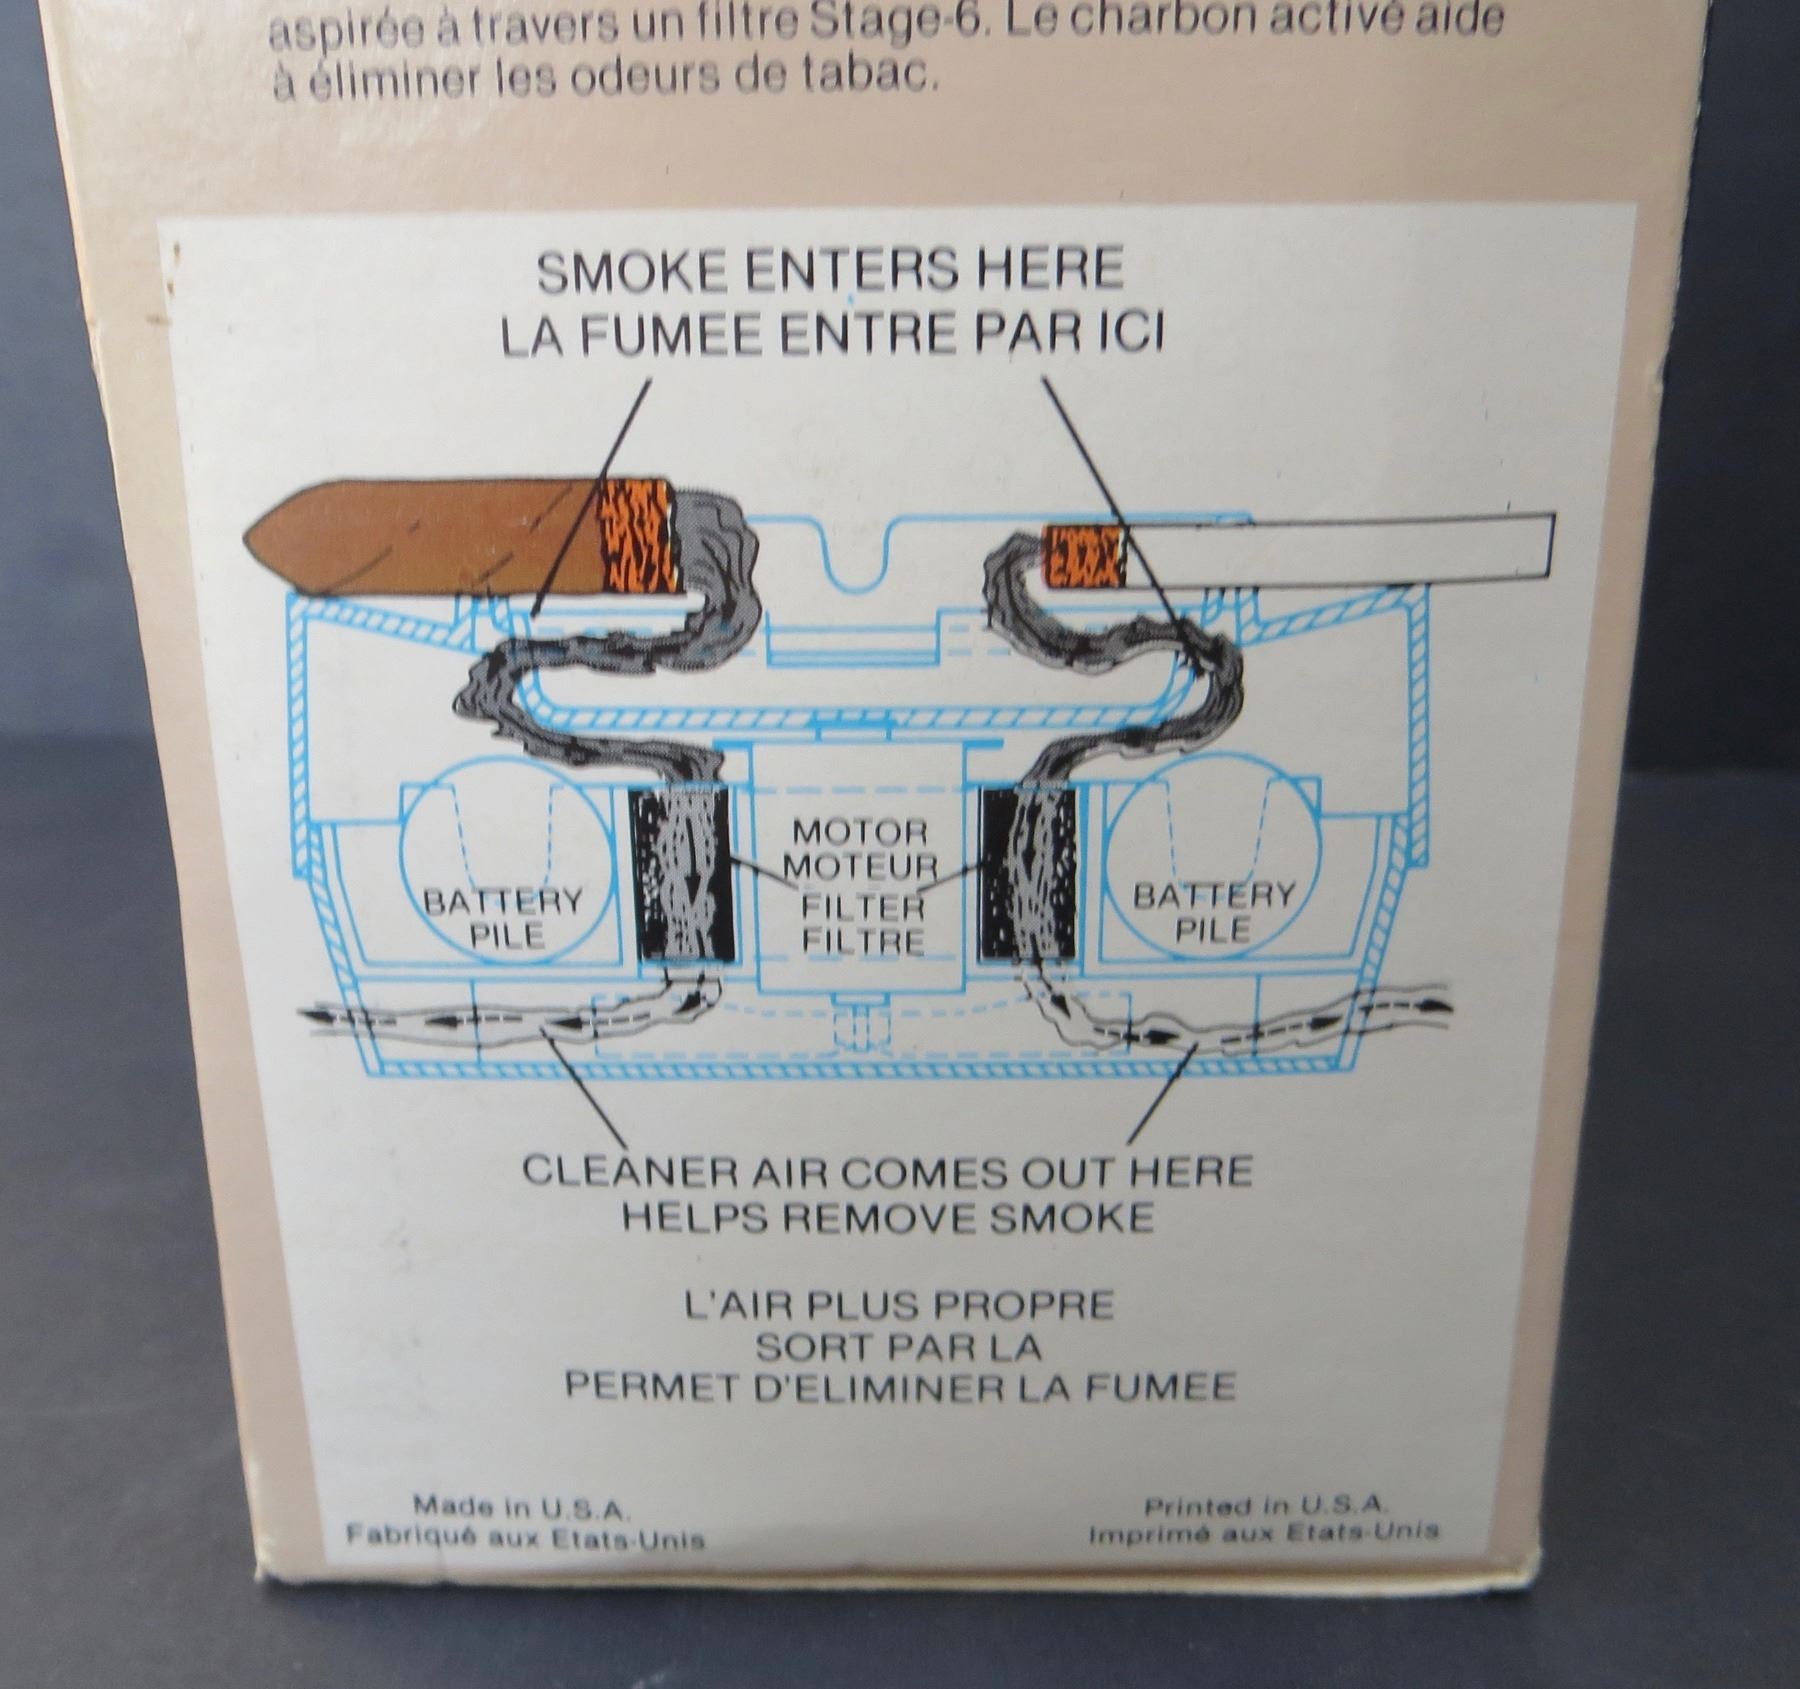 aspirée à travers un filtre Stage-6. Le charbon activé aide
à éliminer les odeurs de tabac.
SMOKE ENTERS HERE
LA FUMEE ENTRE PAR ICI
MOTOR
MOTEUR
FILTER
FILTRE
BATTERY
PILE
BATTERY
PILE
CLEANER AIR COMES OUT HERE
HELPS REMOVE SMOKE
L'AIR PLUS PROPRE
SORT PAR LA
PERMET D'ELIMINER LA FUMEE
Made in U.S.A.
Fabriqué aux Etats-Unis
Printed in U.S.A.
Imprimé aux Etats-Unis